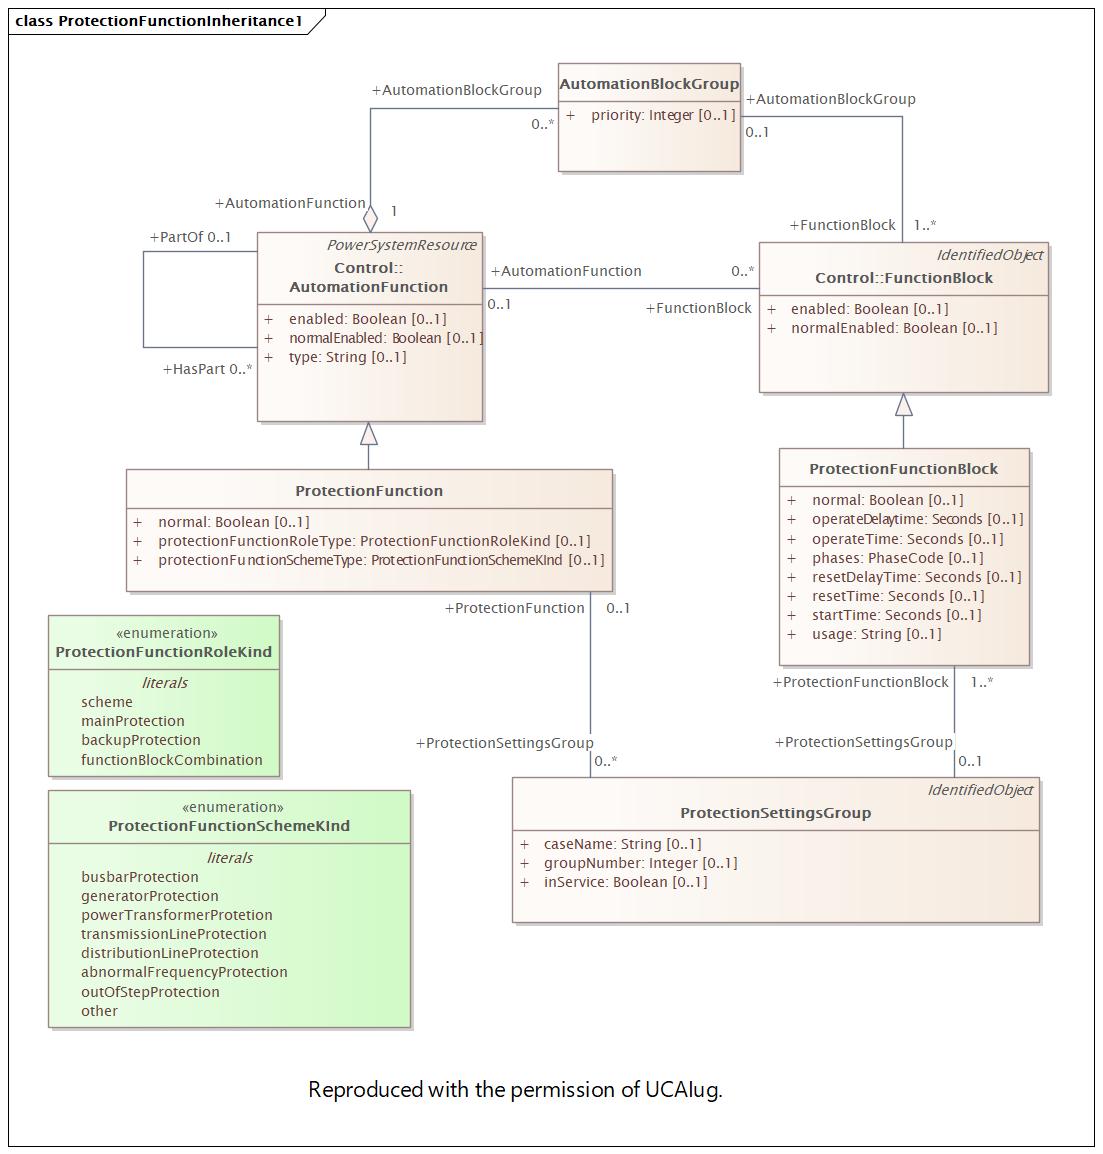 class ProtectionFunctionInheritance1
AutomationBlockGroup
+ priority: Integer [0..1]
+AutomationBlockGroup
0..*
+AutomationBlockGroup
0..1
+AutomationFunction
1
+FunctionBlock
1..*
+PartOf 0..1
+HasPart 0..*
PowerSystemResource
Control::
AutomationFunction
+ enabled: Boolean [0..1]
+ normalEnabled: Boolean [0..1]
+ type: String [0..1]
+AutomationFunction
0..1
0..*
+FunctionBlock
IdentifiedObject
Control::FunctionBlock
+ enabled: Boolean [0..1]
+ normalEnabled: Boolean [0..1]
ProtectionFunction
+ normal: Boolean [0..1]
+ protectionFunctionRoleType: ProtectionFunctionRoleKind [0..1]
+ protectionFunctionSchemeType: ProtectionFunctionSchemeKInd [0..1]
ProtectionFunctionBlock
+ normal: Boolean [0..1]
+ operateDelaytime: Seconds [0..1]
+ operateTime: Seconds [0..1]
+ phases: PhaseCode [0..1]
+ resetDelayTime: Seconds [0..1]
+ resetTime: Seconds [0..1]
+ startTime: Seconds [0..1]
+ usage: String [0..1]
+ProtectionFunction
0..1
+ProtectionSettingsGroup
0..*
+ProtectionFunctionBlock
1..*
+ProtectionSettingsGroup
0..1
«enumeration»
ProtectionFunctionRoleKind
literals
scheme
mainProtection
backupProtection
functionBlockCombination
IdentifiedObject
ProtectionSettingsGroup
+ caseName: String [0..1]
+ groupNumber: Integer [0..1]
+ inService: Boolean [0..1]
«enumeration»
ProtectionFunctionSchemeKInd
literals
busbarProtection
generatorProtection
powerTransformerProtetion
transmissionLineProtection
distributionLineProtection
abnormalFrequencyProtection
outOfStepProtection
other
Reproduced with the permission of UCAIug.